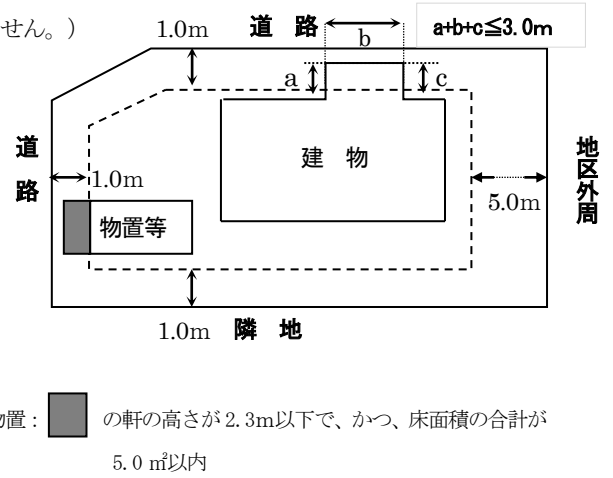 せん。）
1.0m 道 路 a+b+c≦3.0m
b
a c
建 物
道
路
1.0m
地区外周
5.0m
物置等
1.0m 隣 地
物置： の軒の高さが2.3m以下で、かつ、床面積の合計が
5.0 ㎡以内